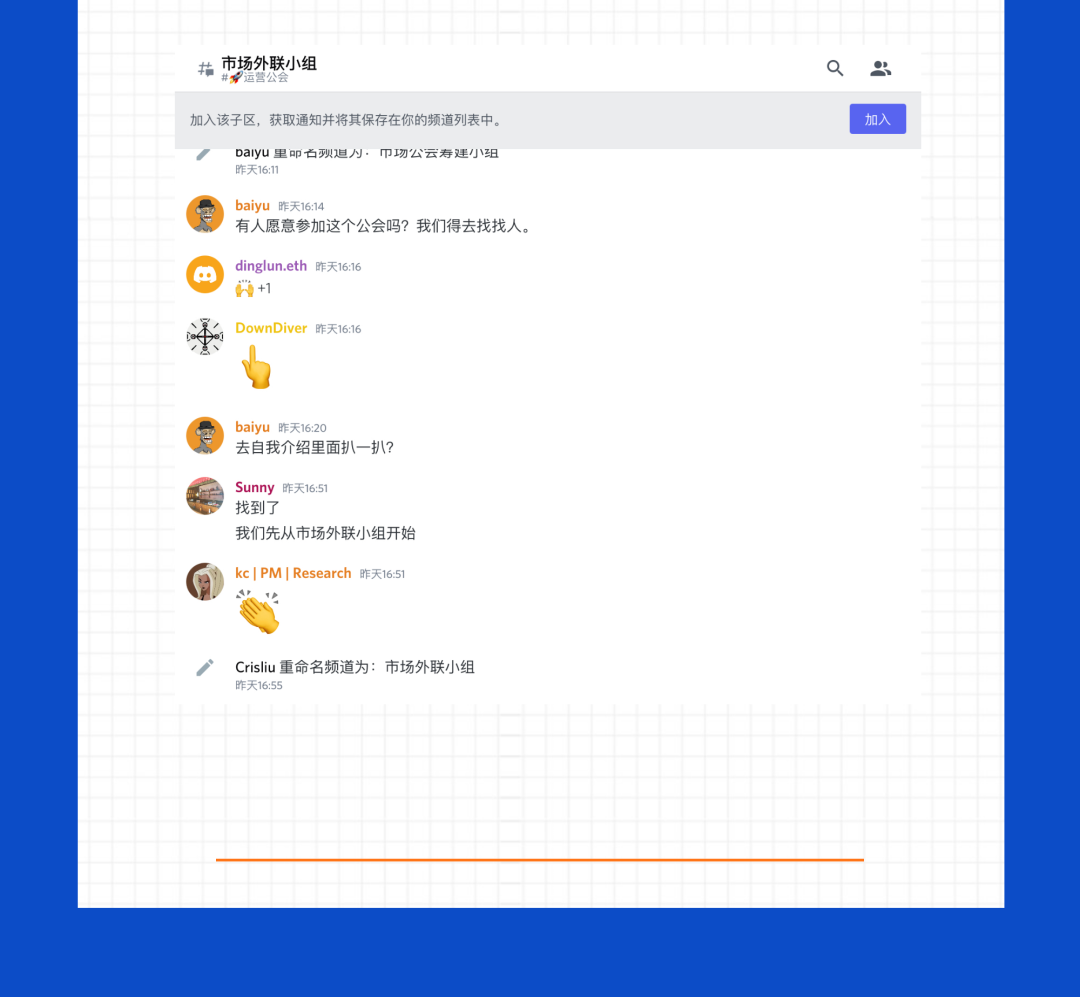 市场外联小组
#🚀运营公会
加入该子区，获取通知并将其保存在你的频道列表中。
加入
baiyu 重命名频道为：市场公会筹建小组
昨天16:11
baiyu 昨天16:14
有人愿意参加这个公会吗？我们得去找找人。
dinglun.eth 昨天16:16
🙌 +1
DownDiver 昨天16:16
👆
baiyu 昨天16:20
去自我介绍里面扒一扒？
Sunny 昨天16:51
找到了
我们先从市场外联小组开始
kc | PM | Research 昨天16:51
👏
Crisliu 重命名频道为：市场外联小组
昨天16:55